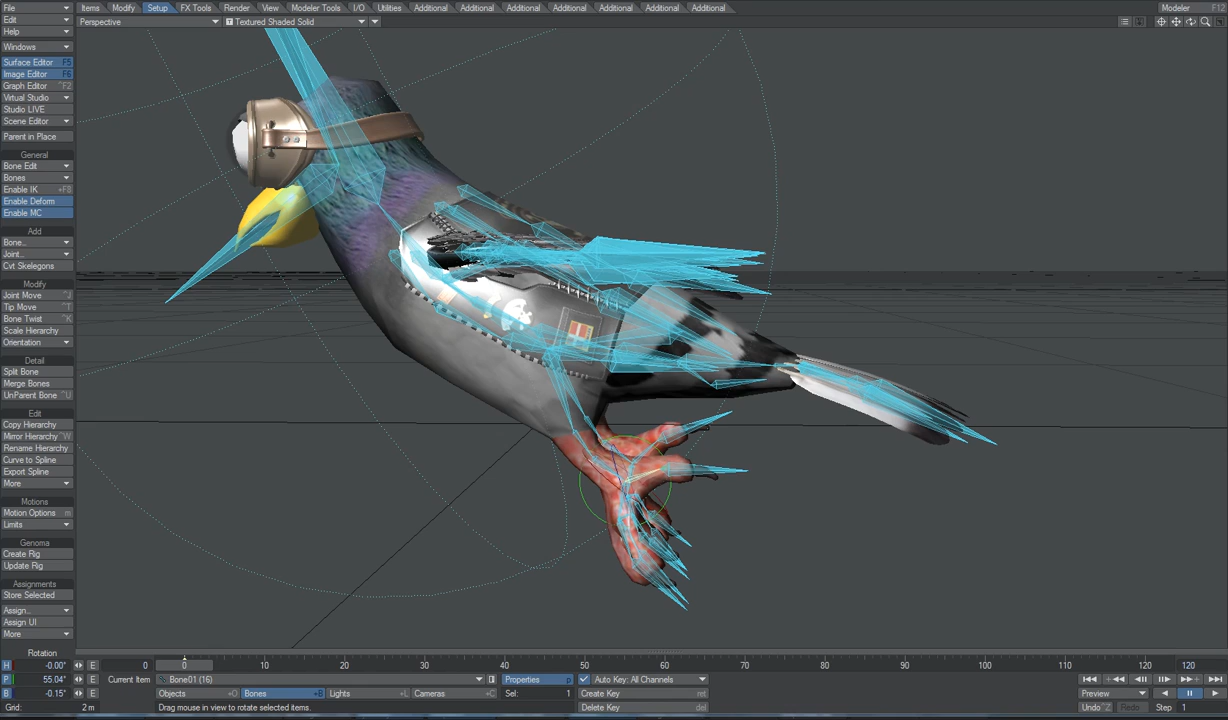 File
Items Modify Setup FX Tools Render View Modeler Tools I/O Utilities Additional Additional Additional Additional Additional Additional Additional Modeler F12
Edit
Perspective T Textured Shaded Solid
Help
Windows
Surface Editor F5
Image Editor F6
Graph Editor ^F2
Virtual Studio
Studio LIVE
Scene Editor
Parent in Place
General
Bone Edit
Bones
Enable IK +F8
Enable Deform
Enable MC
Add
Bone...
Joint...
Cvt Skelegons
Modify
Joint Move ^J
Tip Move ^T
Bone Twist ^K
Scale Hierarchy
Orientation
Detail
Split Bone
Merge Bones
UnParent Bone ^U
Edit
Copy Hierarchy
Mirror Hierarchy ^W
Rename Hierarchy
Curve to Spline
Export Spline
More
Motions
Motion Options m
Limits
Genoma
Create Rig
Update Rig
Assignments
Store Selected
Assign...
Assign UI
More
Rotation
H -0.00° E 0 0 10 20 30 40 50 60 70 80 90 100 110 120 120
P 55.04° E Current Item Bone01 (16) Properties p Auto Key: All Channels
B -0.15° E Objects +O Bones +B Lights +L Cameras +C Sel: 1 Create Key ret Preview
Grid: 2 m Drag mouse in view to rotate selected items. Delete Key del Undo ^Z Redo Step 1